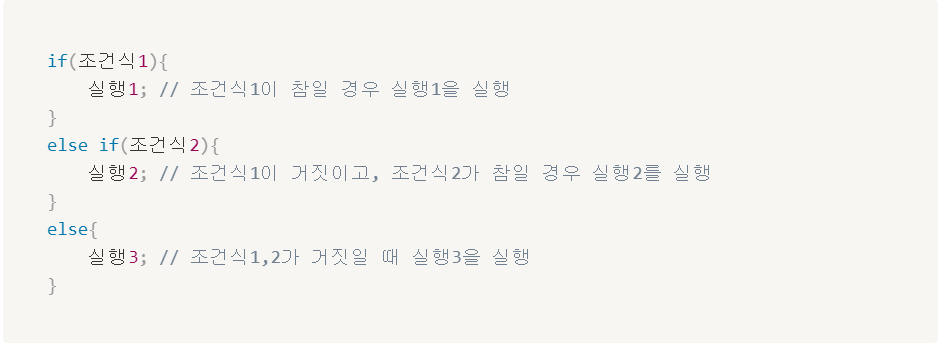 if(조건식1){
실행1; // 조건식1이 참일 경우 실행1을 실행
}
else if(조건식2){
실행2; // 조건식1이 거짓이고, 조건식2가 참일 경우 실행2를 실행
}
else{
실행3; // 조건식1,2가 거짓일 때 실행3을 실행
}